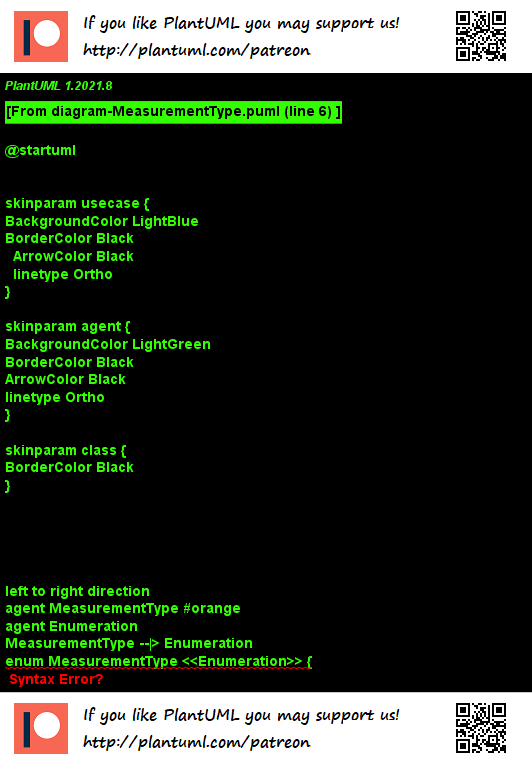 If you like PlantUML you may support us!
http://plantuml.com/patreon
PlantUML 1.2021.8
[From diagram-MeasurementType.puml (line 6) ]
@startuml
skinparam usecase {
BackgroundColor LightBlue
BorderColor Black
ArrowColor Black
linetype Ortho
}
skinparam agent {
BackgroundColor LightGreen
BorderColor Black
ArrowColor Black
linetype Ortho
}
skinparam class {
BorderColor Black
}
left to right direction
agent MeasurementType #orange
agent Enumeration
MeasurementType --|> Enumeration
enum MeasurementType <<Enumeration>> {
Syntax Error?
If you like PlantUML you may support us!
http://plantuml.com/patreon